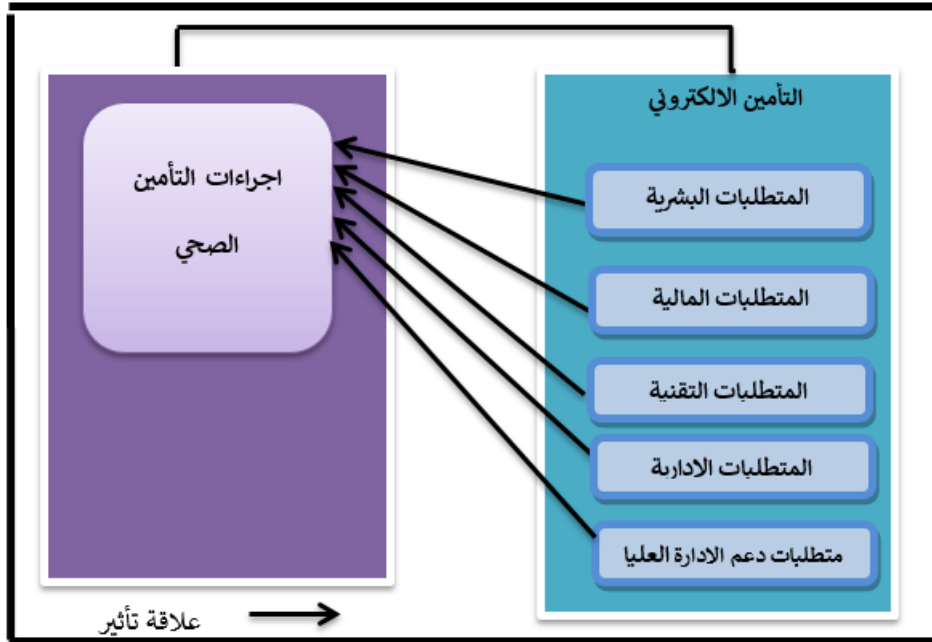 التأمين الالكتروني
المتطلبات البشرية
المتطلبات المالية
المتطلبات التقنية
المتطلبات الادارية
متطلبات دعم الادارة العليا
اجراءات التأمين
الصحي
علاقة تأثير